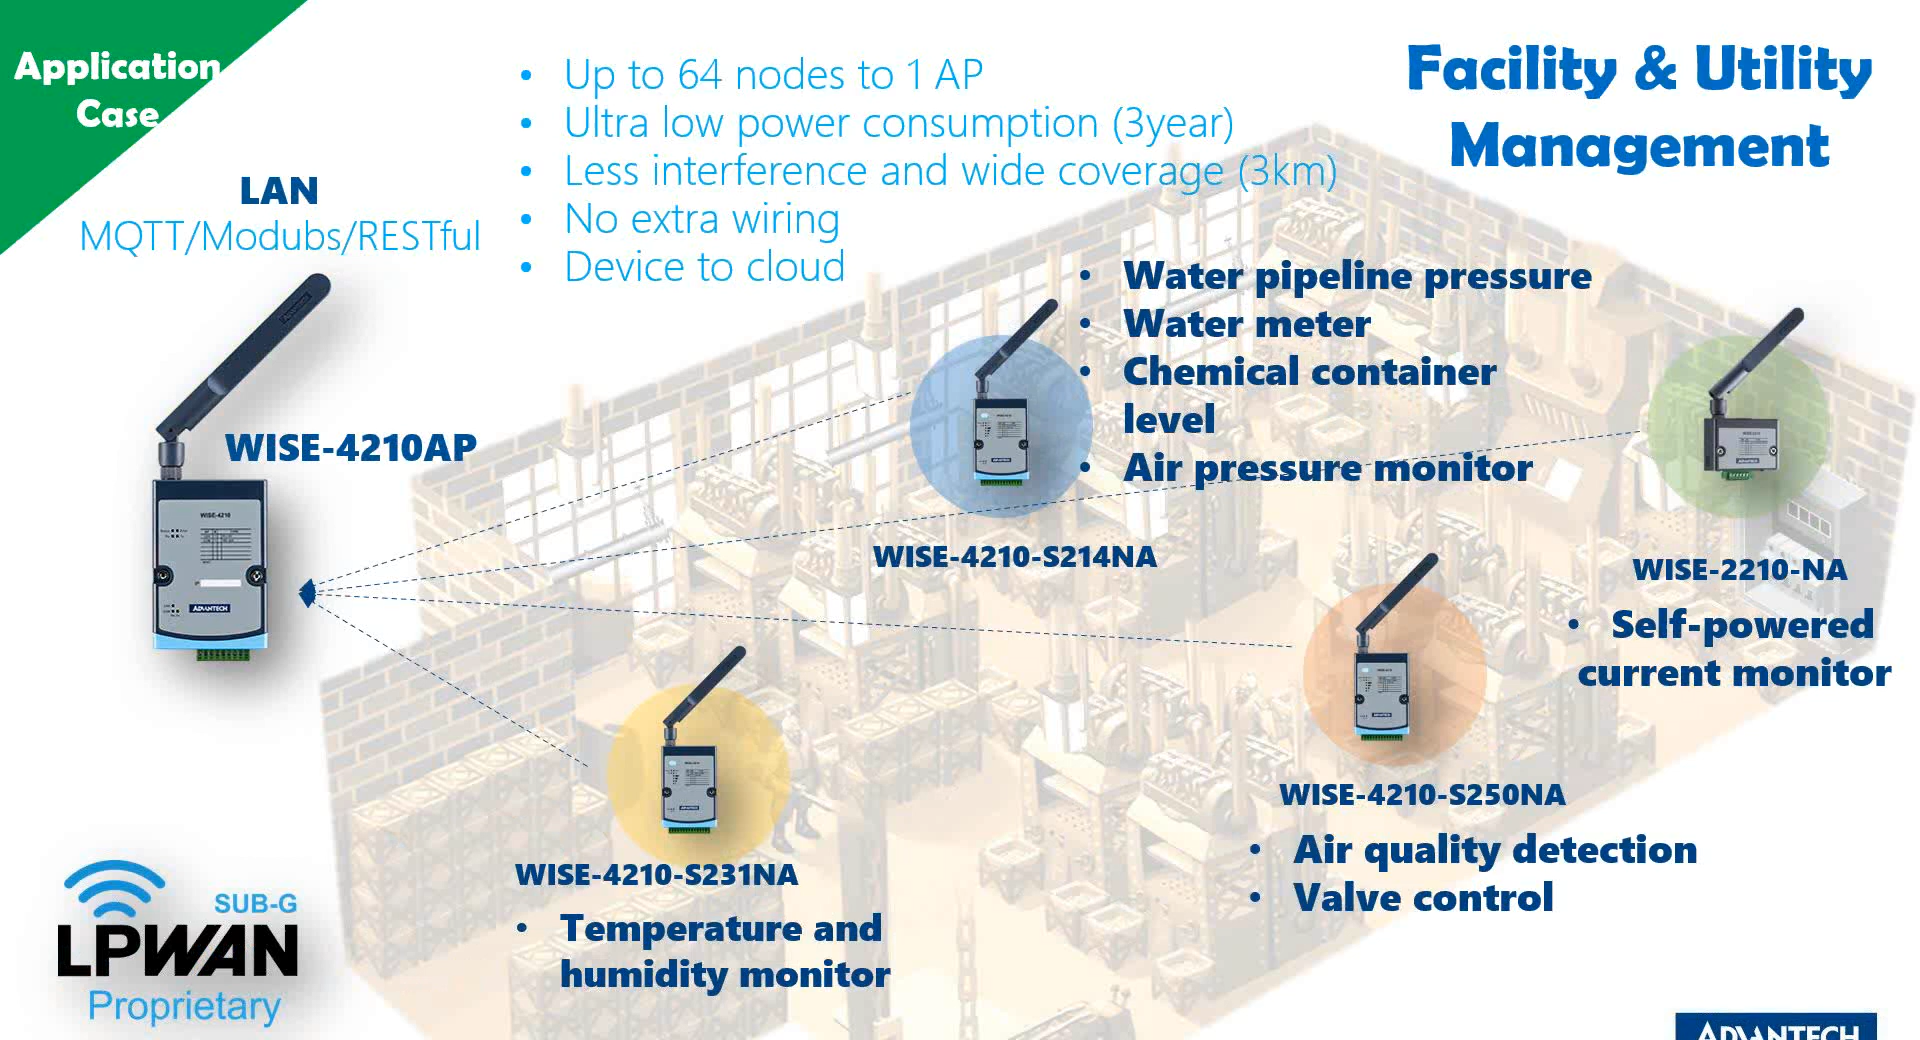 Application
Case
Facility & Utility
Management
• Up to 64 nodes to 1 AP
• Ultra low power consumption (3year)
• Less interference and wide coverage (3km)
• No extra wiring
• Device to cloud
LAN
MQTT/Modubs/RESTful
WISE-4210AP
WISE-4210
ADVANTECH
• Water pipeline pressure
• Water meter
• Chemical container
level
• Air pressure monitor
WISE-4210-S214NA
WISE-2210-NA
• Self-powered
current monitor
WISE-4210-S250NA
• Air quality detection
• Valve control
WISE-4210-S231NA
• Temperature and
humidity monitor
SUB-G
LPWAN
Proprietary
ADVANTECH